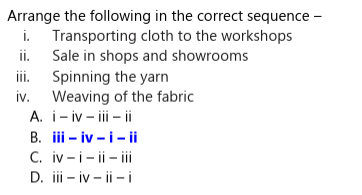 Arrange the following in the correct sequence –
i. Transporting cloth to the workshops
ii. Sale in shops and showrooms
iii. Spinning the yarn
iv. Weaving of the fabric
A. i – iv – iii – ii
B. iii – iv – i – ii
C. iv – i – ii – iii
D. iii – iv – ii – i